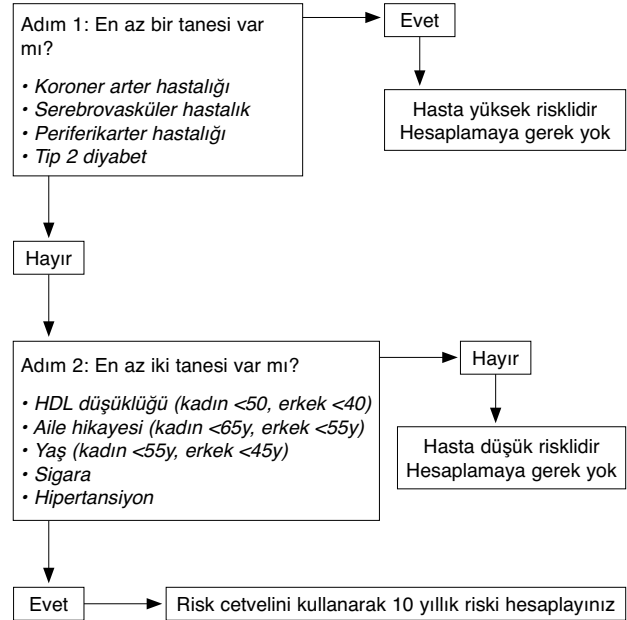 Adım 1: En az bir tanesi var
mı?
• Koroner arter hastalığı
• Serebrovasküler hastalık
• Periferikarter hastalığı
• Tip 2 diyabet
Evet
Hasta yüksek risklidir
Hesaplamaya gerek yok
Hayır
Adım 2: En az iki tanesi var mı?
• HDL düşüklüğü (kadın <50, erkek <40)
• Aile hikayesi (kadın <65y, erkek <55y)
• Yaş (kadın <55y, erkek <45y)
• Sigara
• Hipertansiyon
Hayır
Hasta düşük risklidir
Hesaplamaya gerek yok
Evet
Risk cetvelini kullanarak 10 yıllık riski hesaplayınız